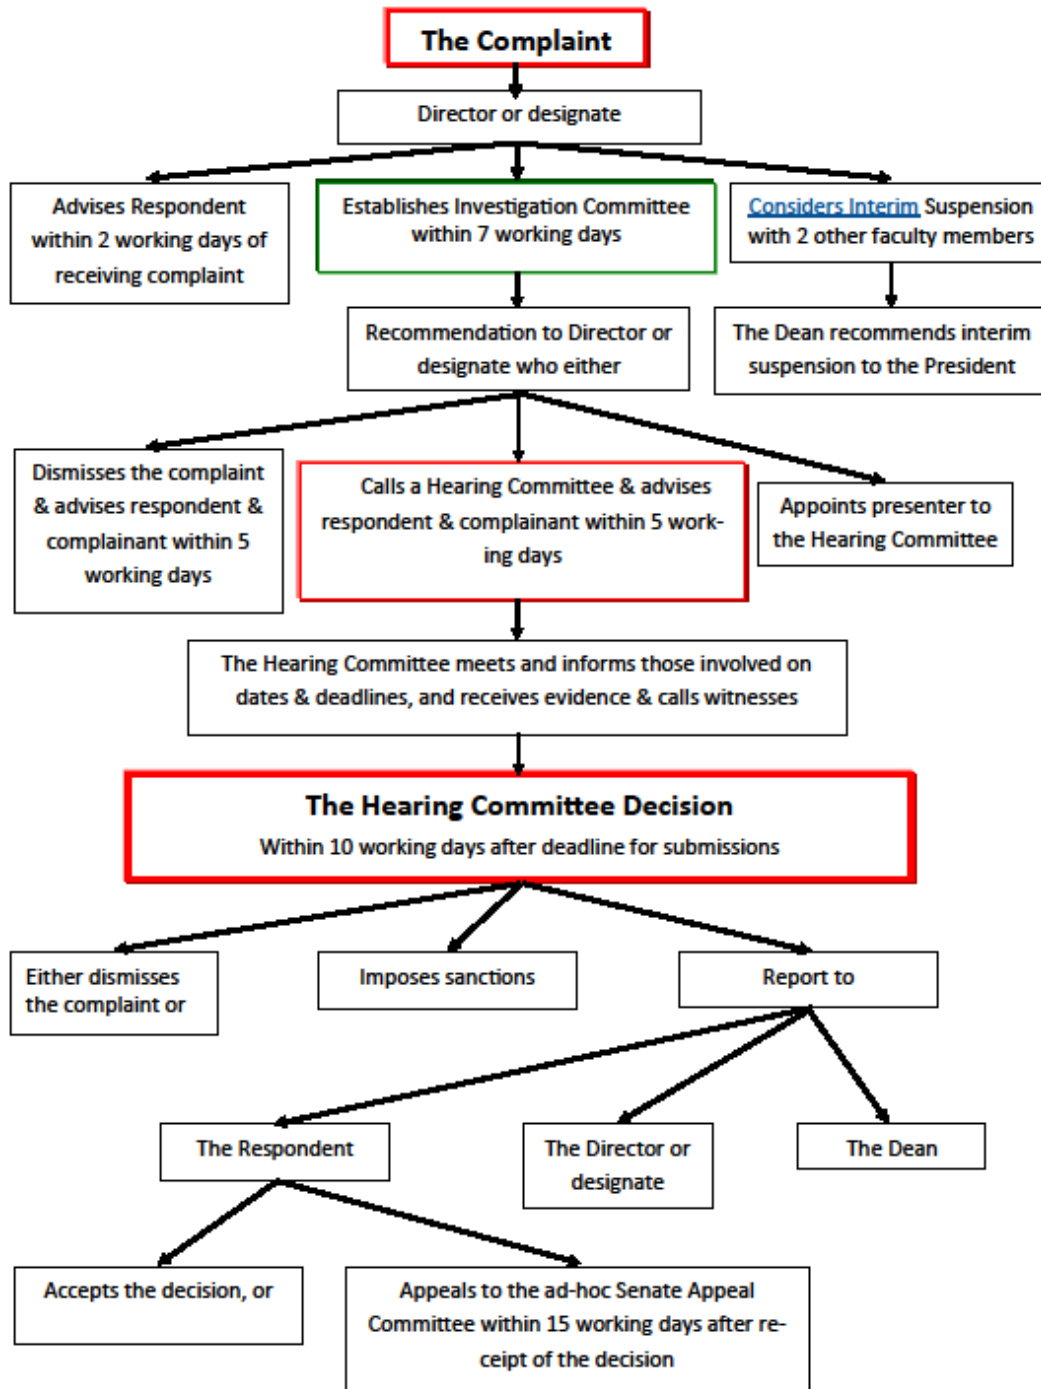 The Complaint
Director or designate
Advises Respondent
within 2 working days of
receiving complaint
Establishes Investigation Committee
within 7 working days
Considers Interim Suspension
with 2 other faculty members
Recommendation to Director or
designate who either
The Dean recommends interim
suspension to the President
Dismisses the complaint
& advises respondent &
complainant within 5
working days
Calls a Hearing Committee & advises
respondent & complainant within 5 work-
ing days
Appoints presenter to
the Hearing Committee
The Hearing Committee meets and informs those involved on
dates & deadlines, and receives evidence & calls witnesses
The Hearing Committee Decision
Within 10 working days after deadline for submissions
Either dismisses
the complaint or
Imposes sanctions
Report to
The Respondent
The Director or
designate
The Dean
Accepts the decision, or
Appeals to the ad-hoc Senate Appeal
Committee within 15 working days after re-
ceipt of the decision